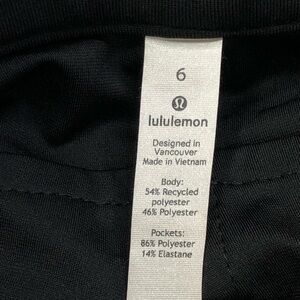 6
lululemon
Designed in
Vancouver
Made in Vietnam
Body:
54% Recycled
polyester
46% Polyester
Pockets:
86% Polyester
14% Elastane